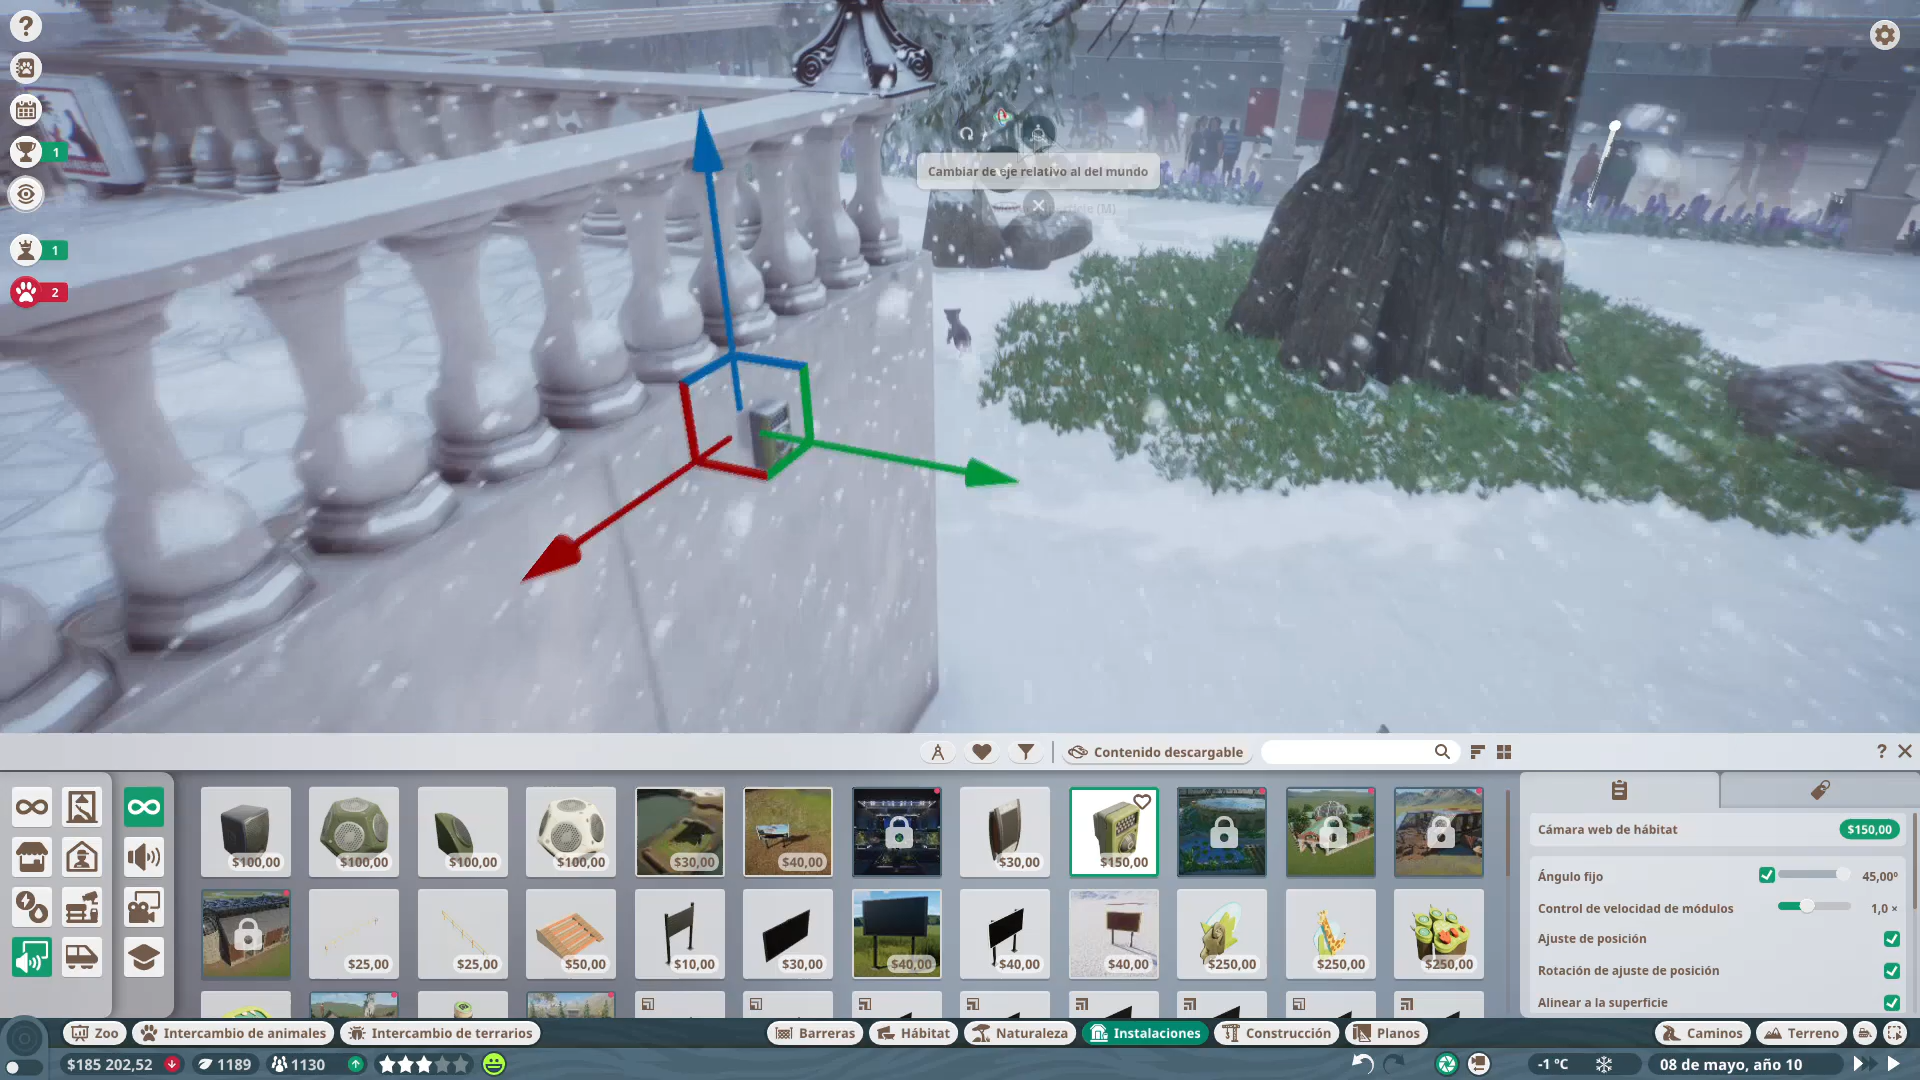 1
1
2
Cambiar de eje relativo al del mundo
Contenido descargable
?
$100,00
$100,00
$100,00
$100,00
$30,00
$40,00
$30,00
$150,00
$25,00
$25,00
$50,00
$10,00
$30,00
$40,00
$40,00
$40,00
$250,00
$250,00
$250,00
Cámara web de hábitat
$150,00
Ángulo fijo
45,00º
Control de velocidad de módulos
1,0 ×
Ajuste de posición
Rotación de ajuste de posición
Alinear a la superficie
Zoo
Intercambio de animales
Intercambio de terrarios
Barreras
Hábitat
Naturaleza
Instalaciones
Construcción
Planos
Caminos
Terreno
$185 202,52
1189
1130
-1 ºC
08 de mayo, año 10